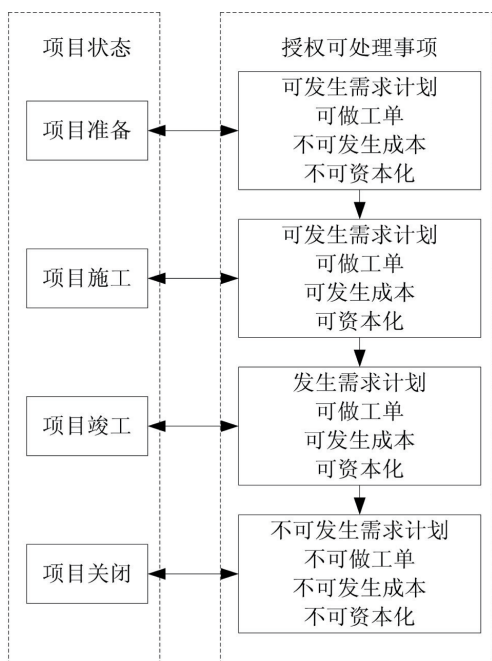 项目状态
授权可处理事项
项目准备
可发生需求计划
可做工单
不可发生成本
不可资本化
项目施工
可发生需求计划
可做工单
可发生成本
可资本化
项目竣工
发生需求计划
可做工单
可发生成本
可资本化
项目关闭
不可发生需求计划
不可做工单
不可发生成本
不可资本化